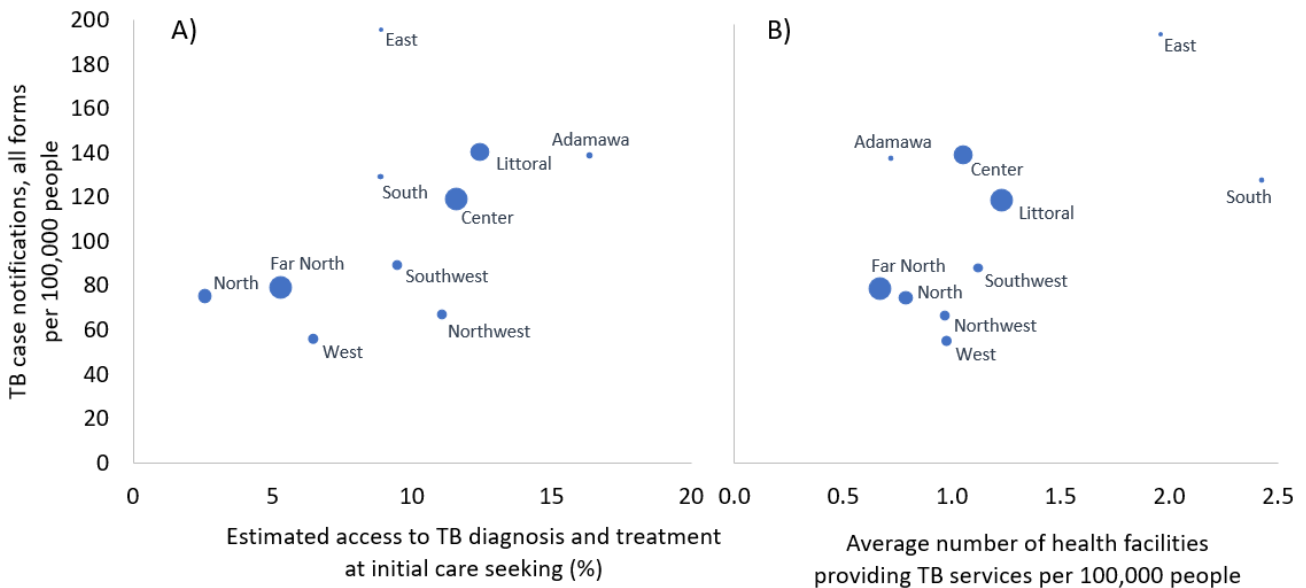 TB case notifications, all forms
per 100,000 people
200
180
160
140
120
100
80
60
40
20
0
A)
East
Adamawa
Littoral
South
Center
Far North
North
Southwest
Northwest
West
0
5
10
15
20
Estimated access to TB diagnosis and treatment
at initial care seeking (%)
B)
East
Adamawa
Center
South
Littoral
Far North
Southwest
North
Northwest
West
0.0
0.5
1.0
1.5
2.0
2.5
Average number of health facilities
providing TB services per 100,000 people